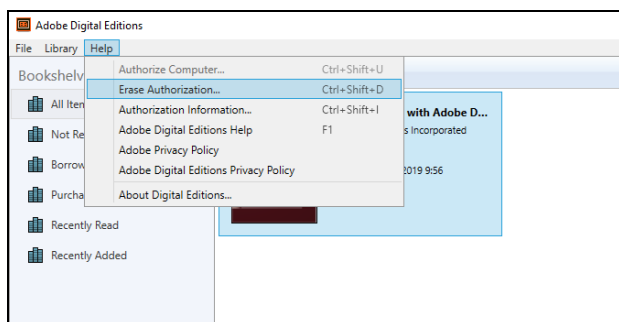 Adobe Digital Editions
File Library Help
Bookshelv
Authorize Computer... Ctrl+Shift+U
Erase Authorization... Ctrl+Shift+D
Authorization Information... Ctrl+Shift+I
Adobe Digital Editions Help F1
Adobe Privacy Policy
Adobe Digital Editions Privacy Policy
About Digital Editions...
All Iten
Not Re
Borrow
Purcha
Recently Read
Recently Added
with Adobe D...
s Incorporated
2019 9:56